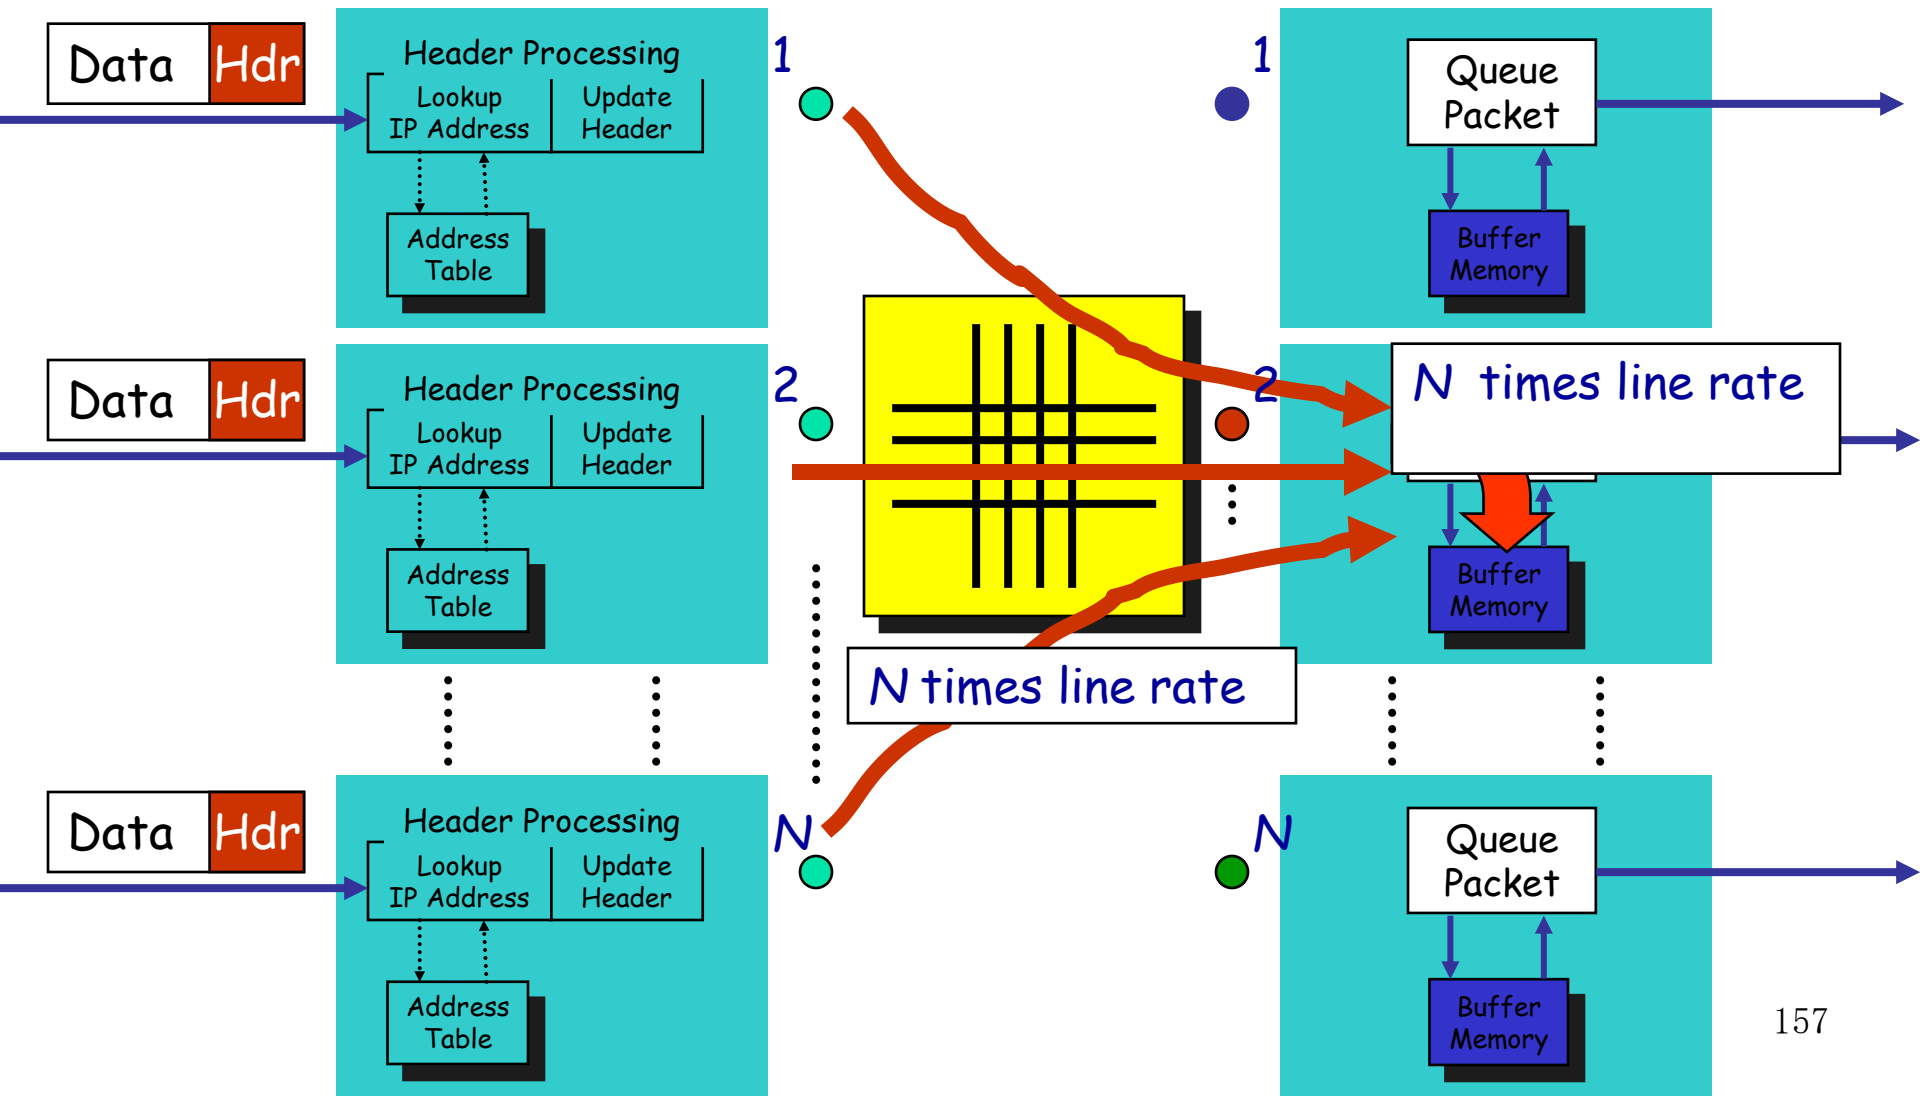 Data Hdr
Header Processing
Lookup
IP Address
Update
Header
Address
Table
1
1
Queue
Packet
Buffer
Memory
Data Hdr
Header Processing
Lookup
IP Address
Update
Header
Address
Table
2
2
N times line rate
Buffer
Memory
N times line rate
Data Hdr
Header Processing
Lookup
IP Address
Update
Header
Address
Table
N
N
Queue
Packet
Buffer
Memory
157